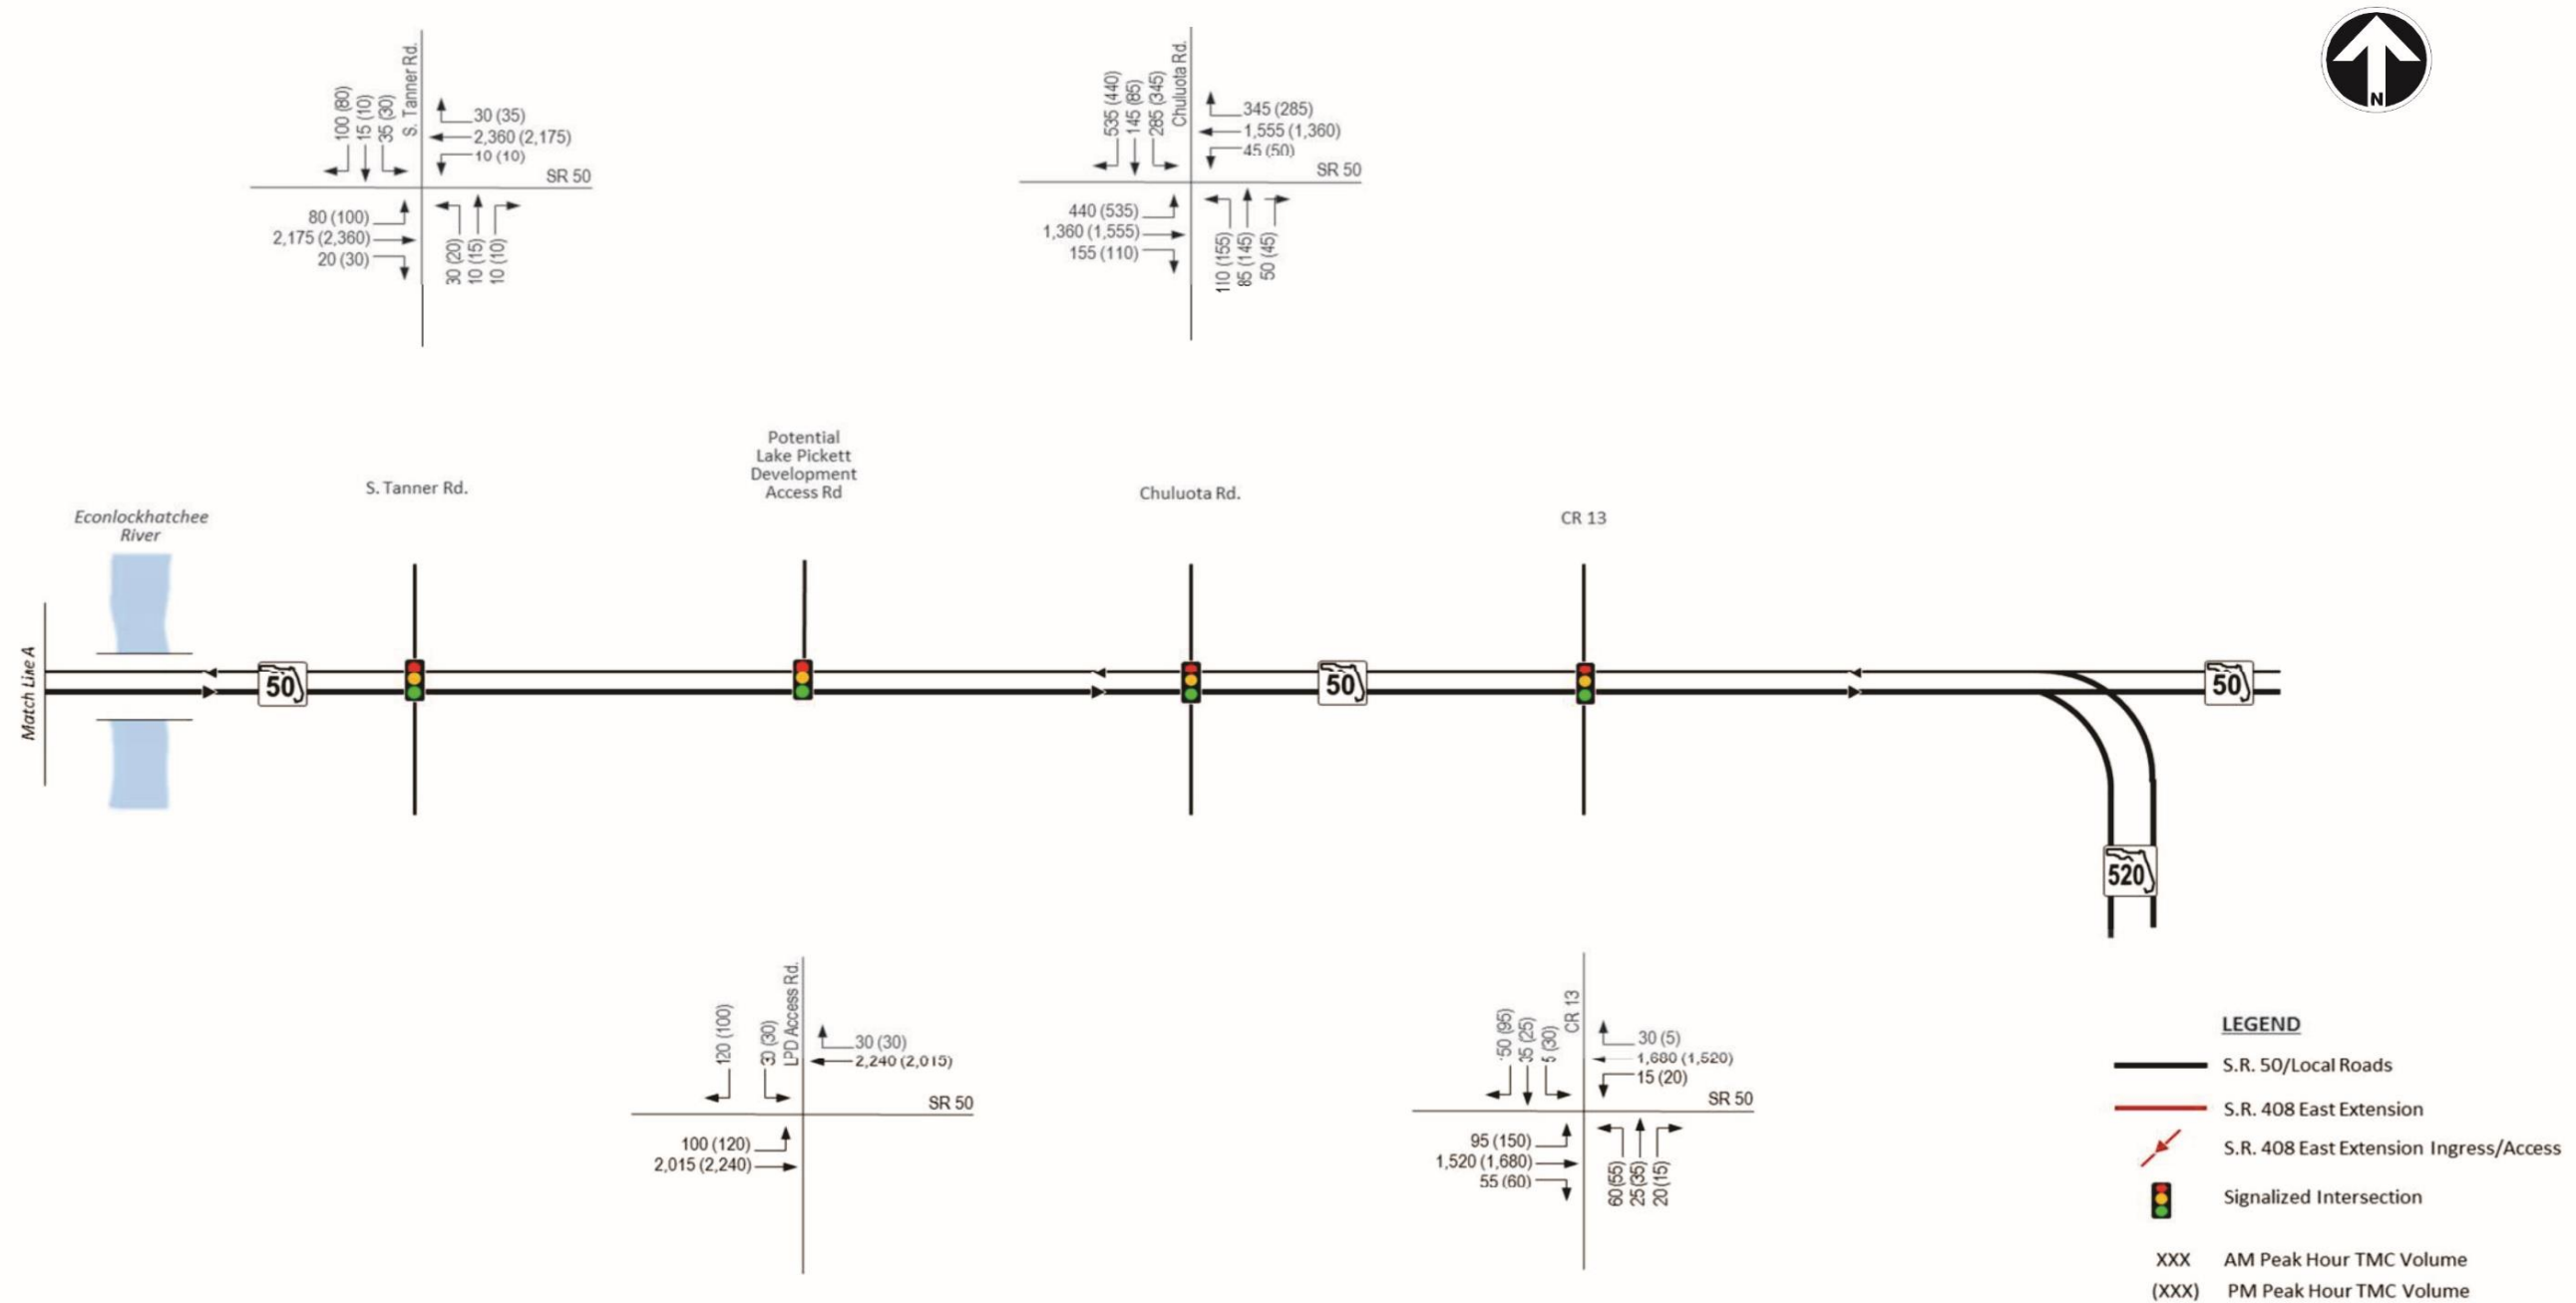 N
S. Tanner Rd.
100 (80)
15 (10)
35 (30)
30 (35)
2,360 (2,175)
10 (10)
SR 50
80 (100)
2,175 (2,360)
20 (30)
30 (20)
10 (15)
10 (10)
Chuluota Rd.
535 (440)
145 (85)
285 (345)
345 (285)
1,555 (1,360)
45 (50)
SR 50
440 (535)
1,360 (1,555)
155 (110)
110 (155)
85 (145)
50 (45)
Potential
Lake Pickett
Development
Access Rd
S. Tanner Rd.
Chuluota Rd.
CR 13
Econlockhatchee
River
Match Line A
50
50
50
520
LPD Access Rd.
120 (100)
30 (30)
30 (30)
2,240 (2,015)
SR 50
100 (120)
2,015 (2,240)
CR 13
50 (95)
35 (25)
5 (30)
30 (5)
1,680 (1,520)
15 (20)
SR 50
95 (150)
1,520 (1,680)
55 (60)
60 (55)
25 (35)
20 (15)
LEGEND
S.R. 50/Local Roads
S.R. 408 East Extension
S.R. 408 East Extension Ingress/Access
Signalized Intersection
XXX AM Peak Hour TMC Volume
(XXX) PM Peak Hour TMC Volume